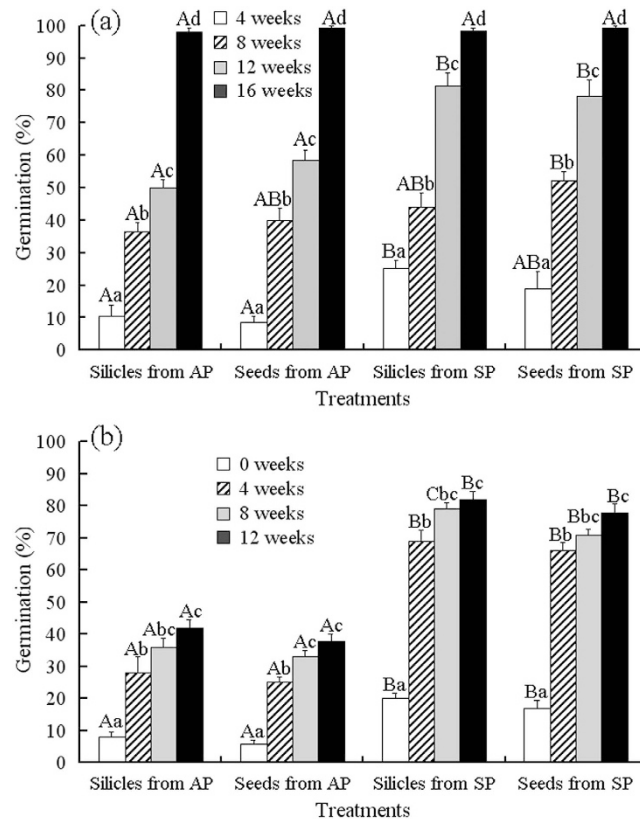 (a)
4 weeks
8 weeks
12 weeks
16 weeks
Germination (%)
100
90
80
70
60
50
40
30
20
10
0
Aa Ab Ac Ad
Aa ABb Ac Ad
Ba ABb Bc Ad
ABa Bb Bc Ad
Silicles from AP Seeds from AP Silicles from SP Seeds from SP
Treatments
(b)
0 weeks
4 weeks
8 weeks
12 weeks
Germination (%)
100
90
80
70
60
50
40
30
20
10
0
Aa Ab Abc Ac
Aa Ab Ac Ac
Ba Bb Cbc Bc
Ba Bb Bbc Bc
Silicles from AP Seeds from AP Silicles from SP Seeds from SP
Treatments